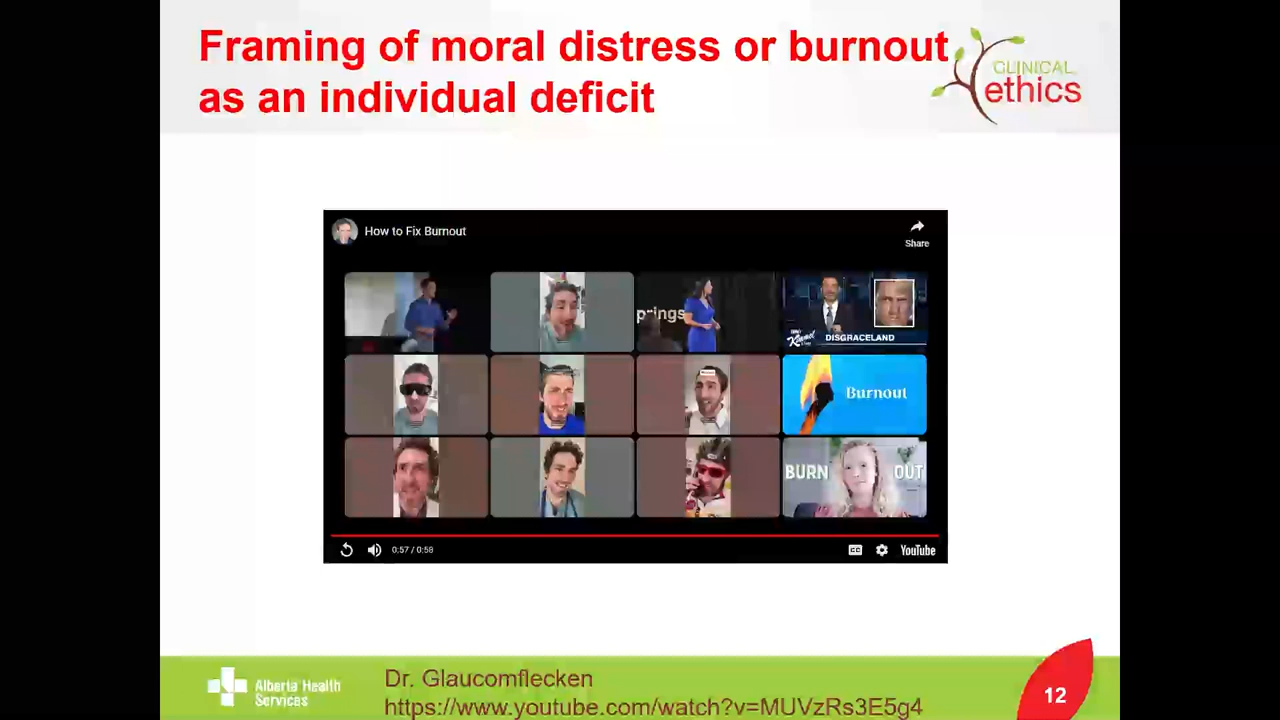 Framing of moral distress or burnout
as an individual deficit
CLINICAL
ethics
How to Fix Burnout
Share
prings
DISGRACELAND
Kimmel
Burnout
BURN OUT
0:57 / 0:58
CC
YouTube
Alberta Health
Services
Dr. Glaucomflecken
https://www.youtube.com/watch?v=MUVzRs3E5g4
12